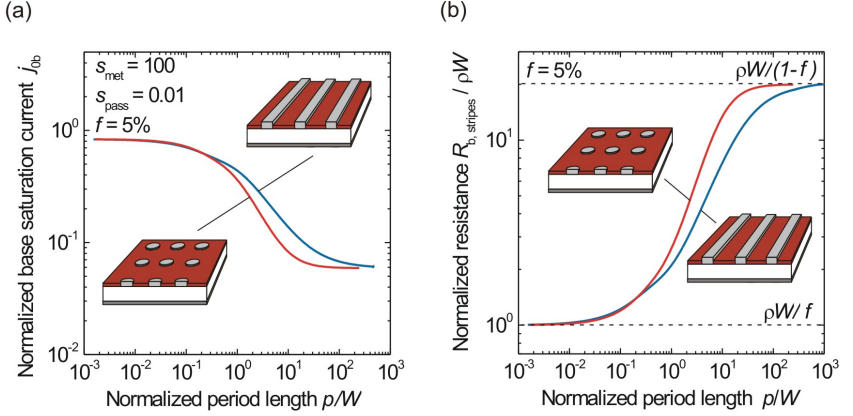 (a)
Normalized base saturation current j0b
s_met = 100
s_pass = 0.01
f = 5%
10^0
10^-1
10^-2
10^-3 10^-2 10^-1 10^0 10^1 10^2 10^3
Normalized period length p/W
(b)
Normalized resistance R_b, stripes / ρW
f = 5%
ρW/(1-f)
10^1
10^0
ρW/f
10^-3 10^-2 10^-1 10^0 10^1 10^2 10^3
Normalized period length p/W